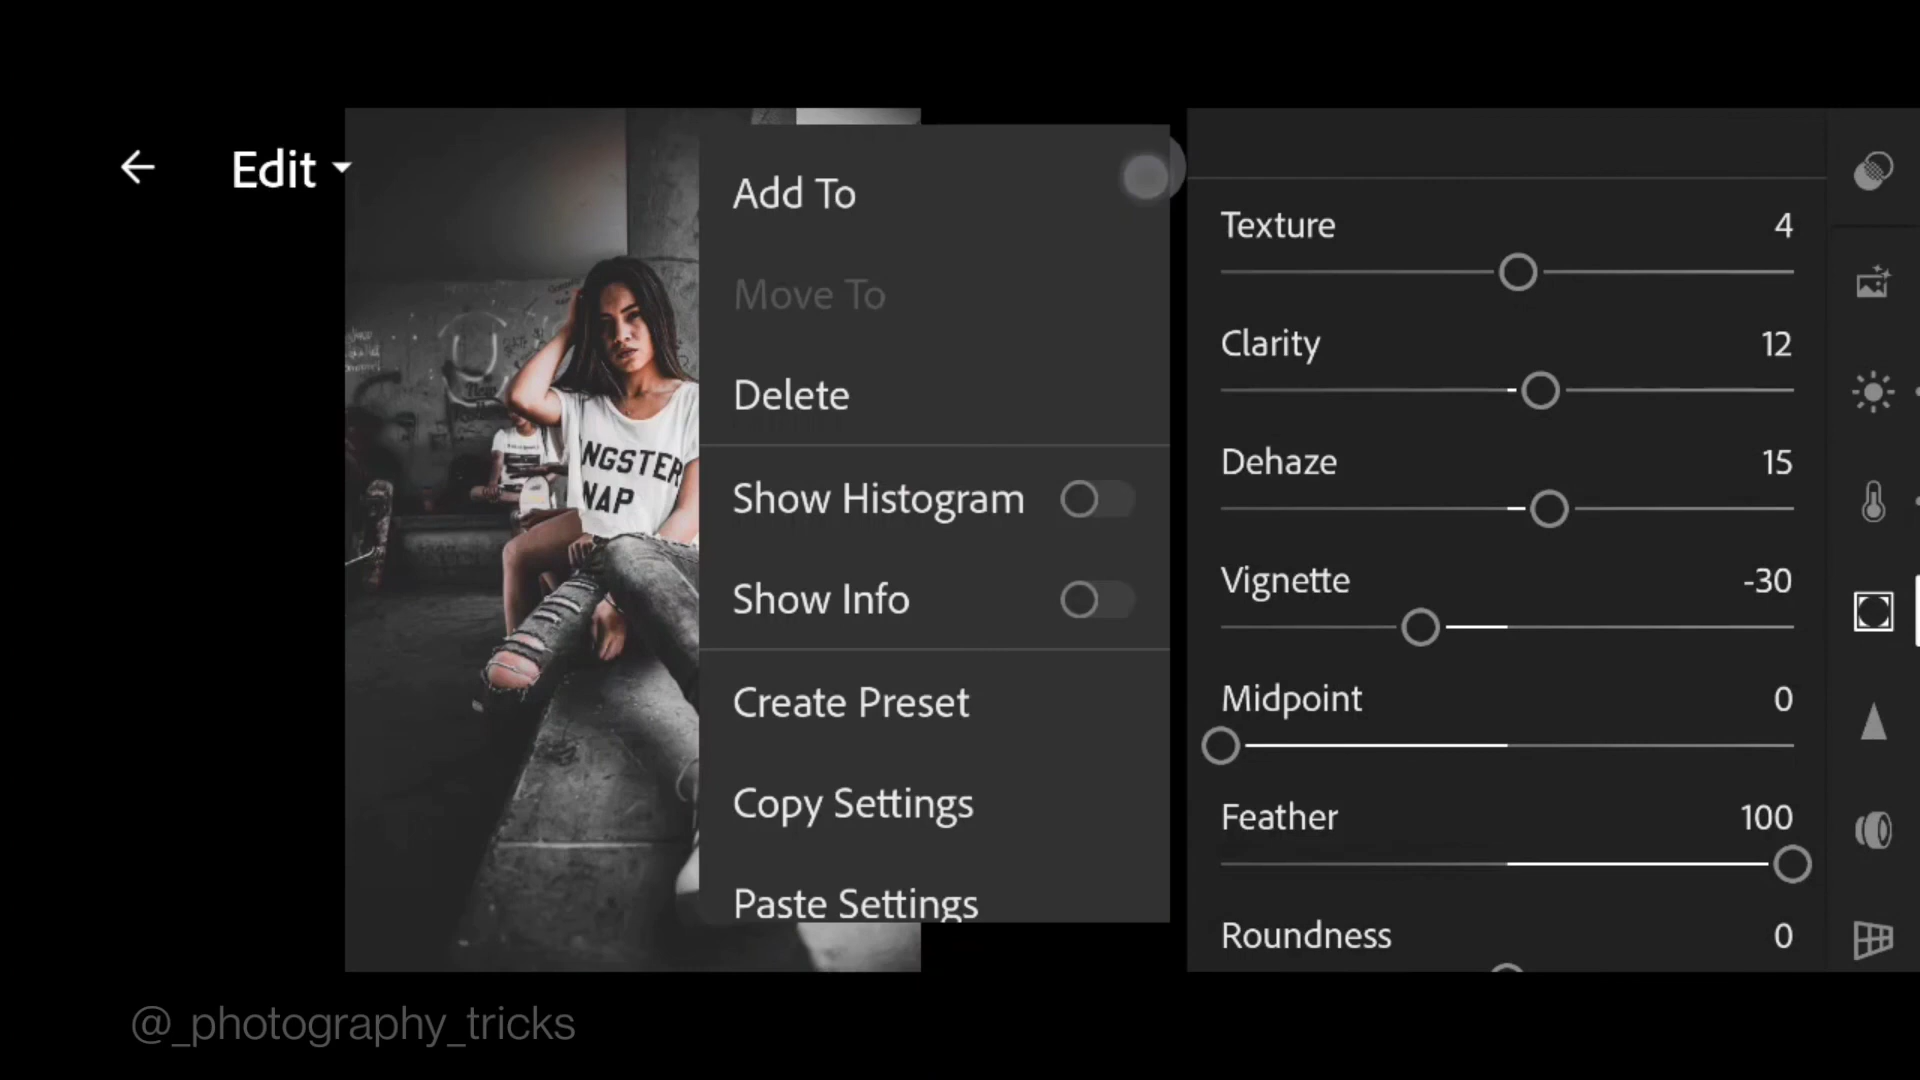 Edit
Add To
Move To
Delete
Show Histogram
Show Info
Create Preset
Copy Settings
Paste Settings
Texture 4
Clarity 12
Dehaze 15
Vignette -30
Midpoint 0
Feather 100
Roundness 0
NGSTER
NAP
@_photography_tricks